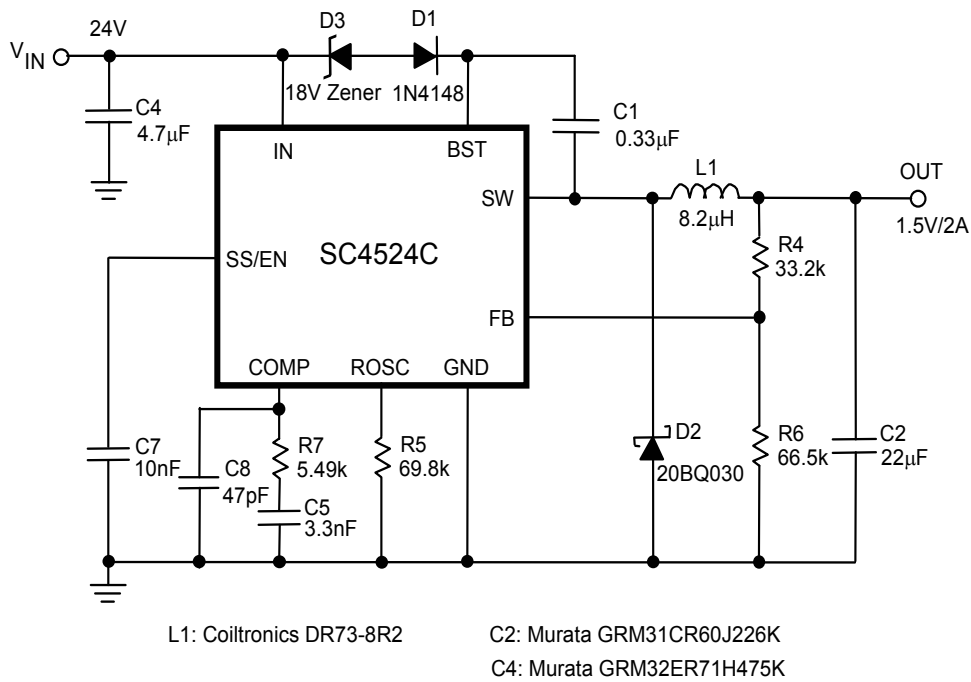 24V
D3
D1
VIN
18V Zener
1N4148
C4
4.7μF
C1
0.33μF
IN
BST
L1
OUT
SW
8.2μH
1.5V/2A
SS/EN
SC4524C
R4
33.2k
FB
COMP
ROSC
GND
C7
10nF
C8
47pF
R7
5.49k
C5
3.3nF
R5
69.8k
D2
20BQ030
R6
66.5k
C2
22μF
L1: Coiltronics DR73-8R2
C2: Murata GRM31CR60J226K
C4: Murata GRM32ER71H475K